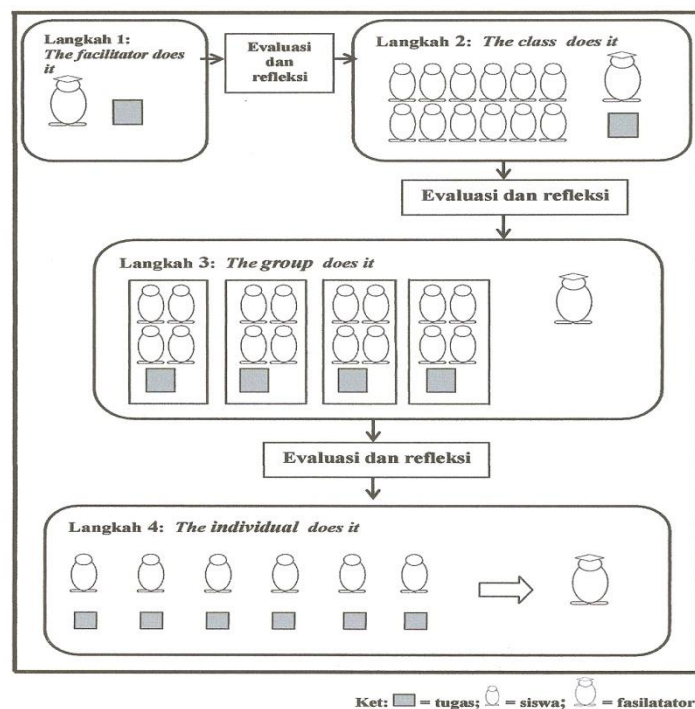 Langkah 1:
The facilitator does
it
Evaluasi
dan
refleksi
Langkah 2: The class does it
Evaluasi dan refleksi
Langkah 3: The group does it
Evaluasi dan refleksi
Langkah 4: The individual does it
Ket: = tugas; = siswa; = fasilatator